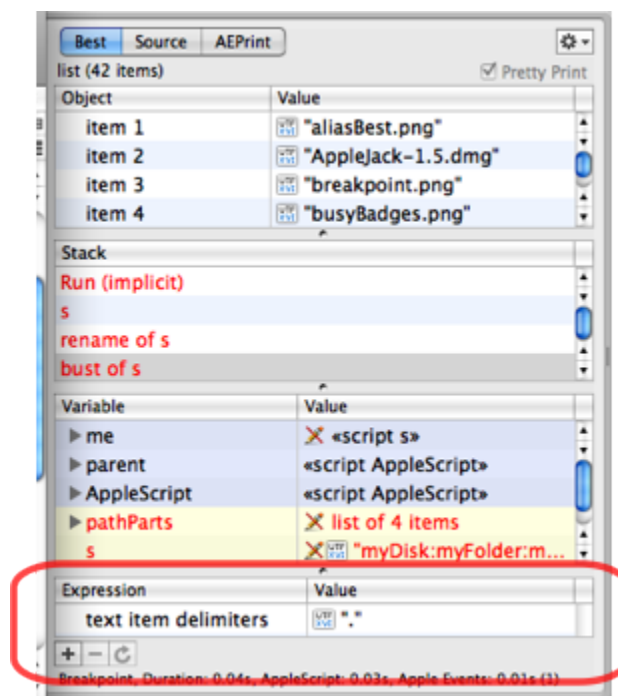 Best Source AEPrint
list (42 items) Pretty Print
Object Value
item 1 "aliasBest.png"
item 2 "AppleJack-1.5.dmg"
item 3 "breakpoint.png"
item 4 "busyBadges.png"
Stack
Run (implicit)
s
rename of s
bust of s
Variable Value
me «script s»
parent «script AppleScript»
AppleScript «script AppleScript»
pathParts list of 4 items
s "myDisk:myFolder:m...
Expression Value
text item delimiters "."
Breakpoint, Duration: 0.04s, AppleScript: 0.03s, Apple Events: 0.01s (1)